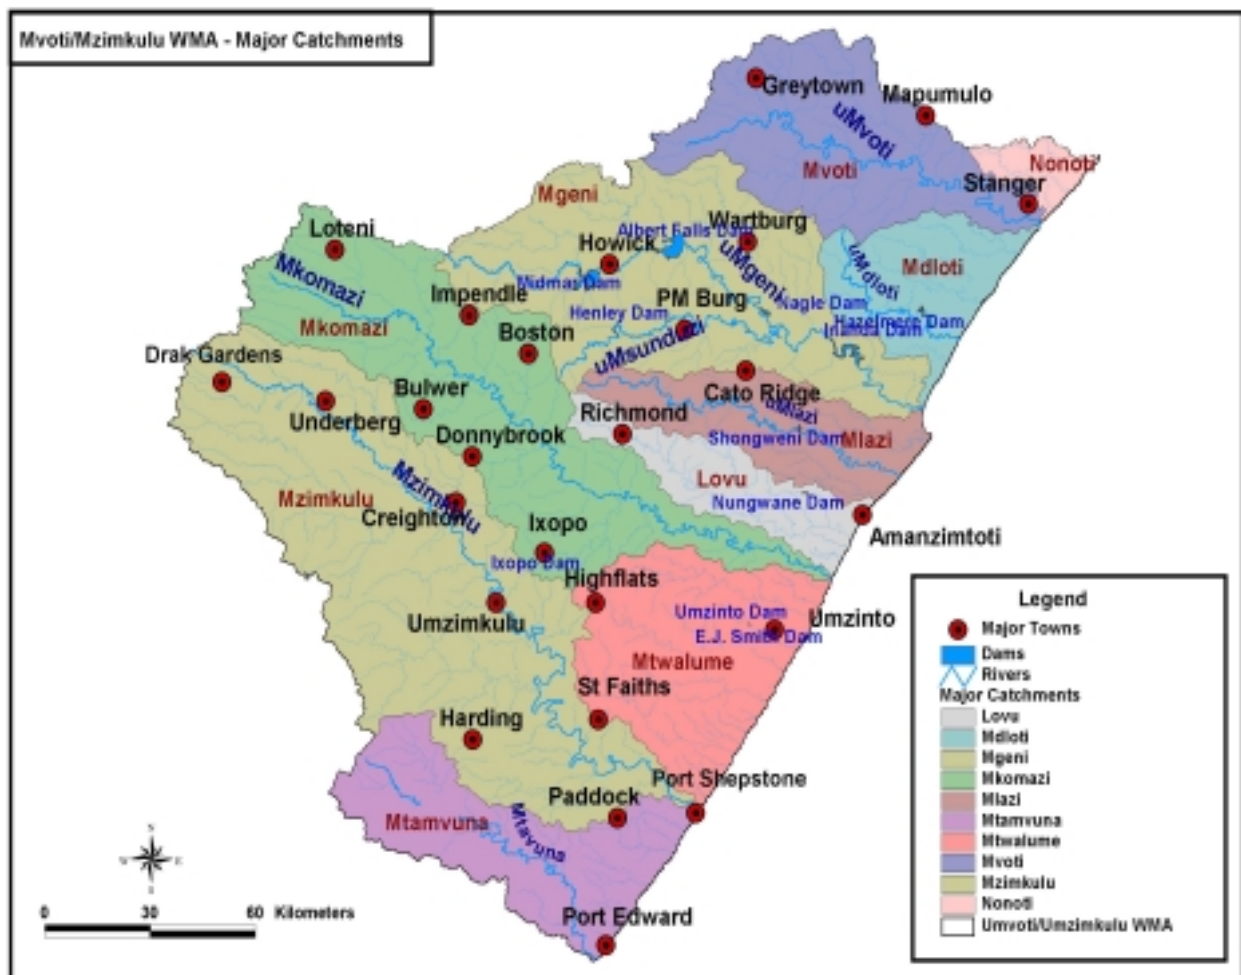 Mvoti/Mzimkulu WMA - Major Catchments
Greytown
Mapumulo
uMvoti
Mvoti
Nonoti
Stanger
Mgeni
Wartburg
Albert Falls Dam
Loteni
Howick
uMgeni
uMdloti
Mdloti
Mkomazi
Midmar Dam
Impendle
PM Burg
Nagle Dam
Henley Dam
Hazelmere Dam
Inanda Dam
Mkomazi
Boston
uMsunduzi
Drak Gardens
Bulwer
Cato Ridge
Underberg
Richmond
uMlazi
Donnybrook
Shongweni Dam
Mlazi
Lovu
Mzimkulu
Mzimkulu
Nungwane Dam
Creighton
Ixopo
Amanzimtoti
Ixopo Dam
Highflats
Umzimkulu
Umzinto Dam
Umzinto
E.J. Smith Dam
Mtwalume
St Faiths
Harding
Port Shepstone
Paddock
Mtamvuna
Mtavuna
Port Edward
S
W
E
0 30 60 Kilometers
Legend
Major Towns
Dams
Rivers
Major Catchments
Lovu
Mdloti
Mgeni
Mkomazi
Mlazi
Mtamvuna
Mtwalume
Mvoti
Mzimkulu
Nonoti
Umvoti/Umzimkulu WMA